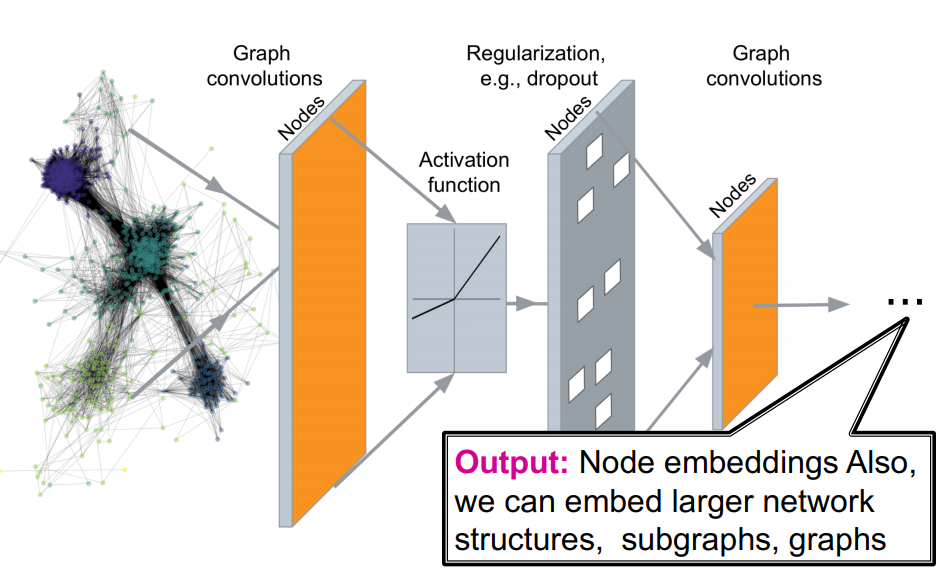 Graph
convolutions
Nodes
Activation
function
Regularization,
e.g., dropout
Nodes
Graph
convolutions
Nodes
...
Output: Node embeddings Also,
we can embed larger network
structures,  subgraphs, graphs